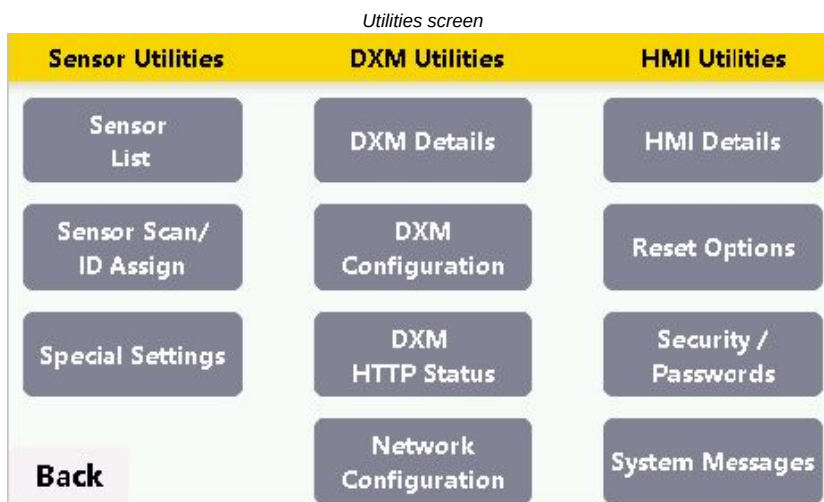 Utilities screen
Sensor Utilities
DXM Utilities
HMI Utilities
Sensor
List
DXM Details
HMI Details
Sensor Scan/
ID Assign
DXM
Configuration
Reset Options
Special Settings
DXM
HTTP Status
Security /
Passwords
Back
Network
Configuration
System Messages